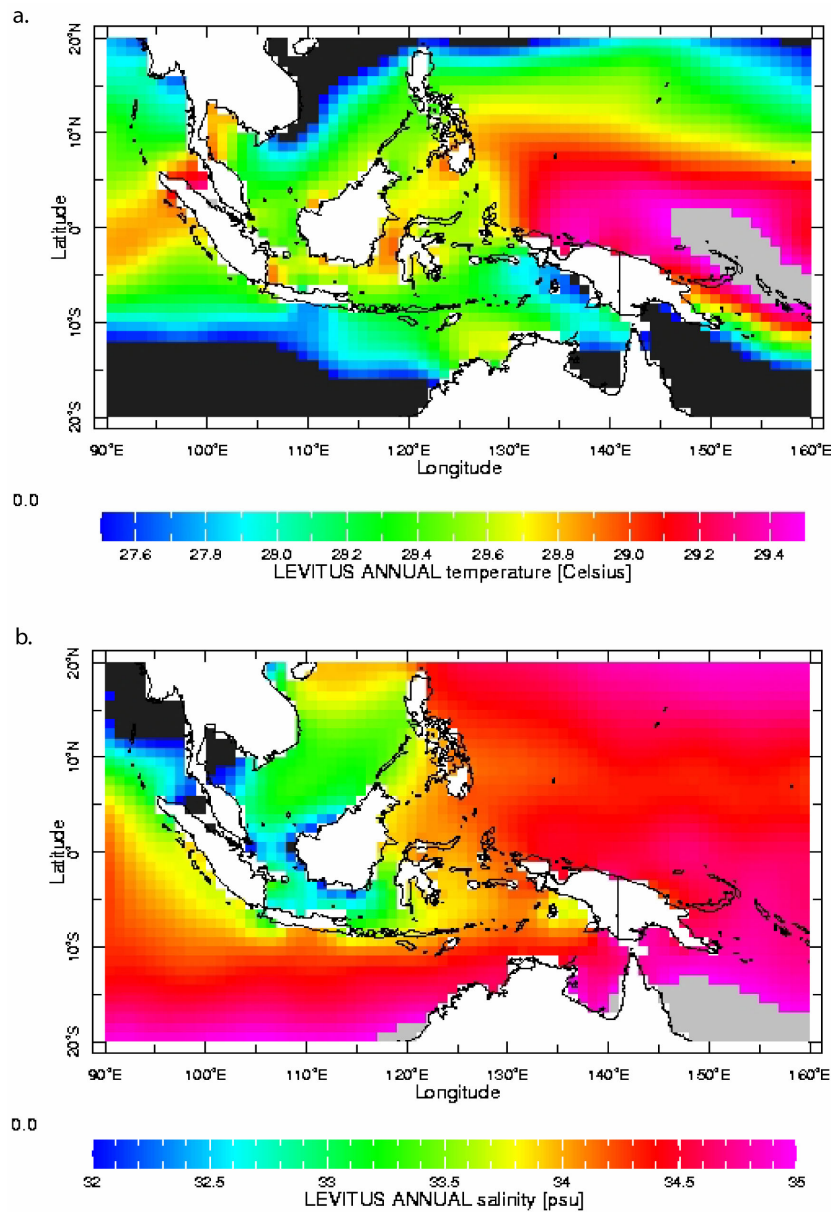 a.
20°N
10°N
0°
10°S
20°S
Latitude
90°E 100°E 110°E 120°E 130°E 140°E 150°E 160°E
Longitude
0.0
27.6 27.8 28.0 28.2 28.4 28.6 28.8 29.0 29.2 29.4
LEVITUS ANNUAL temperature [Celsius]
b.
20°N
10°N
0°
10°S
20°S
Latitude
90°E 100°E 110°E 120°E 130°E 140°E 150°E 160°E
Longitude
0.0
32 32.5 33 33.5 34 34.5 35
LEVITUS ANNUAL salinity [psu]